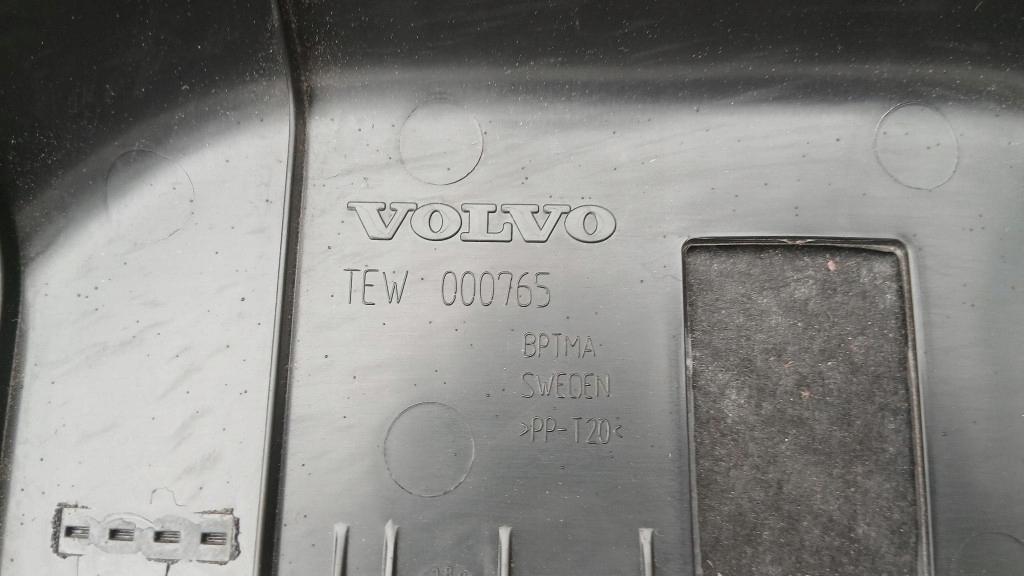 VOLVO
TEW 000765
BPTMA
SWEDEN
>PP-T20<